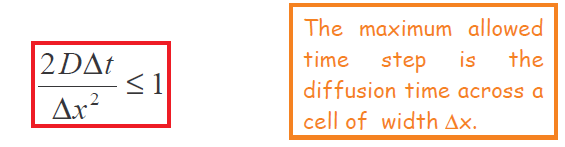 2DΔt / Δx² ≤ 1
The maximum allowed
time step is the
diffusion time across a
cell of width Δx.